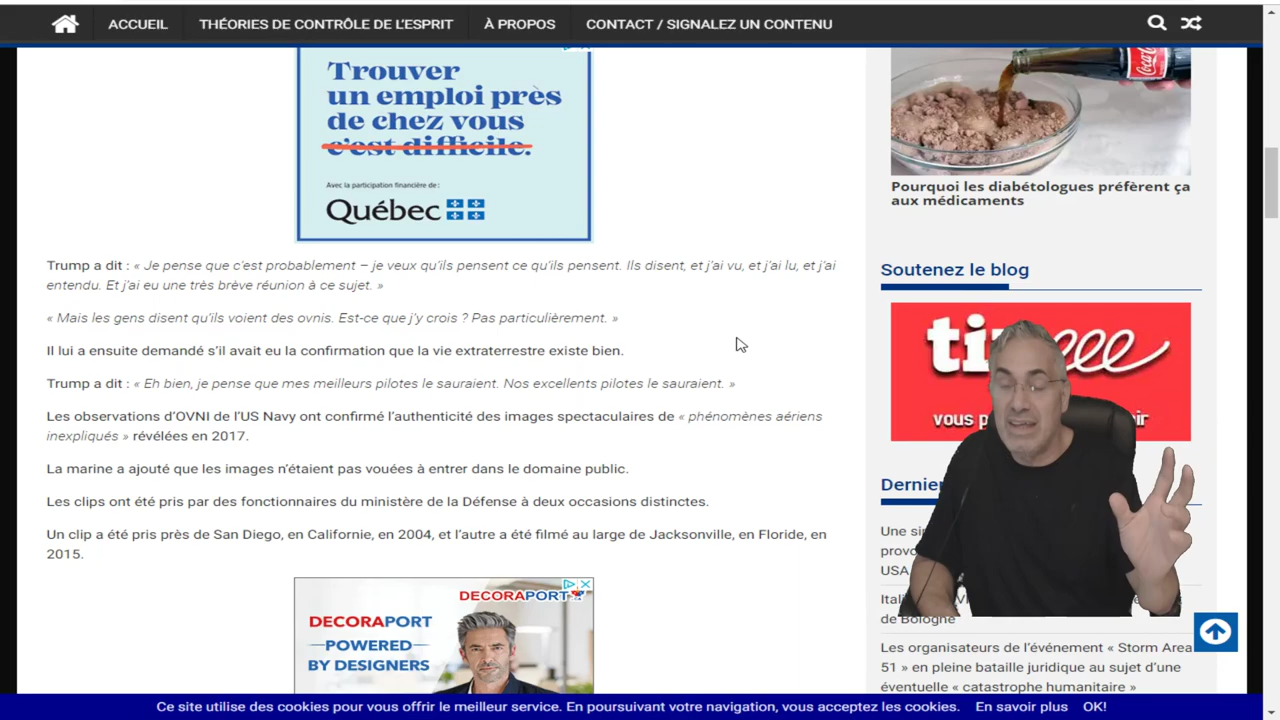 ACCUEIL
THÉORIES DE CONTRÔLE DE L'ESPRIT
À PROPOS
CONTACT / SIGNALEZ UN CONTENU
Trouver
un emploi près
de chez vous
c'est difficile.
Avec la participation financière de :
Québec
Trump a dit : « Je pense que c'est probablement – je veux qu'ils pensent ce qu'ils pensent. Ils disent, et j'ai vu, et j'ai lu, et j'ai
entendu. Et j'ai eu une très brève réunion à ce sujet. »
« Mais les gens disent qu'ils voient des ovnis. Est-ce que j'y crois ? Pas particulièrement. »
Il lui a ensuite demandé s'il avait eu la confirmation que la vie extraterrestre existe bien.
Trump a dit : « Eh bien, je pense que mes meilleurs pilotes le sauraient. Nos excellents pilotes le sauraient. »
Les observations d'OVNI de l'US Navy ont confirmé l'authenticité des images spectaculaires de « phénomènes aériens
inexpliqués » révélées en 2017.
La marine a ajouté que les images n'étaient pas vouées à entrer dans le domaine public.
Les clips ont été pris par des fonctionnaires du ministère de la Défense à deux occasions distinctes.
Un clip a été pris près de San Diego, en Californie, en 2004, et l'autre a été filmé au large de Jacksonville, en Floride, en
2015.
DECORAPORT
DECORAPORT
POWERED
BY DESIGNERS
Coca-Cola
Pourquoi les diabétologues préfèrent ça
aux médicaments
Soutenez le blog
vous
Une
USA
de Bologne
Les organisateurs de l'événement « Storm Area
51 » en pleine bataille juridique au sujet d'une
éventuelle « catastrophe humanitaire »
Ce site utilise des cookies pour vous offrir le meilleur service. En poursuivant votre navigation, vous acceptez les cookies.
En savoir plus
OK!